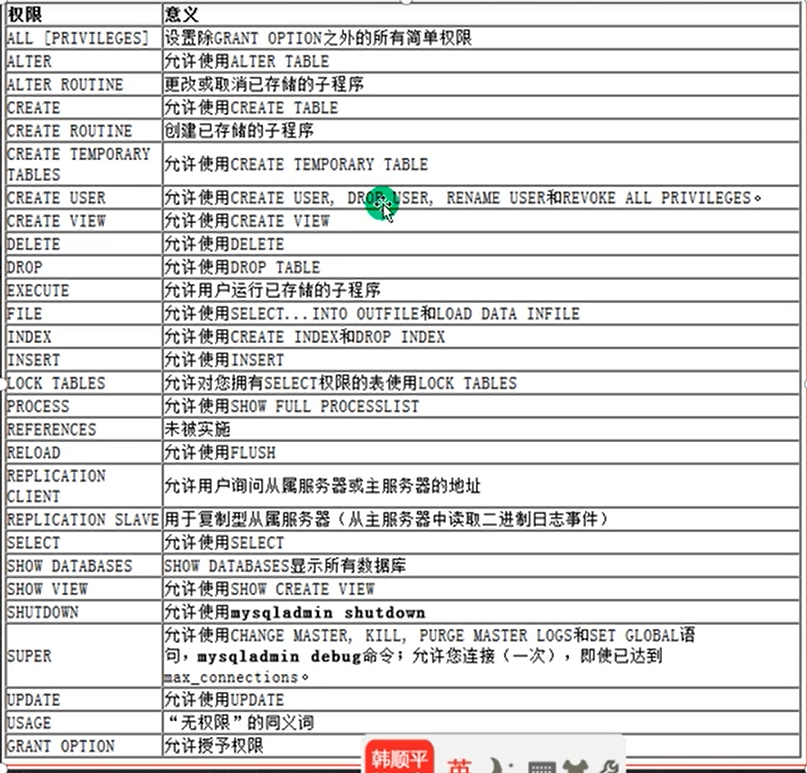 权限 意义
ALL [PRIVILEGES] 设置除GRANT OPTION之外的所有简单权限
ALTER 允许使用ALTER TABLE
ALTER ROUTINE 更改或取消已存储的子程序
CREATE 允许使用CREATE TABLE
CREATE ROUTINE 创建已存储的子程序
CREATE TEMPORARY
TABLES
允许使用CREATE TEMPORARY TABLE
CREATE USER 允许使用CREATE USER, DROP USER, RENAME USER和REVOKE ALL PRIVILEGES。
CREATE VIEW 允许使用CREATE VIEW
DELETE 允许使用DELETE
DROP 允许使用DROP TABLE
EXECUTE 允许用户运行已存储的子程序
FILE 允许使用SELECT...INTO OUTFILE和LOAD DATA INFILE
INDEX 允许使用CREATE INDEX和DROP INDEX
INSERT 允许使用INSERT
LOCK TABLES 允许对您拥有SELECT权限的表使用LOCK TABLES
PROCESS 允许使用SHOW FULL PROCESSLIST
REFERENCES 未被实施
RELOAD 允许使用FLUSH
REPLICATION
CLIENT
允许用户询问从属服务器或主服务器的地址
REPLICATION SLAVE 用于复制型从属服务器（从主服务器中读取二进制日志事件）
SELECT 允许使用SELECT
SHOW DATABASES SHOW DATABASES显示所有数据库
SHOW VIEW 允许使用SHOW CREATE VIEW
SHUTDOWN 允许使用mysqladmin shutdown
SUPER
允许使用CHANGE MASTER, KILL, PURGE MASTER LOGS和SET GLOBAL语
句，mysqladmin debug命令；允许您连接（一次），即使已达到
max_connections。
UPDATE 允许使用UPDATE
USAGE “无权限”的同义词
GRANT OPTION 允许授予权限
韩顺平 英